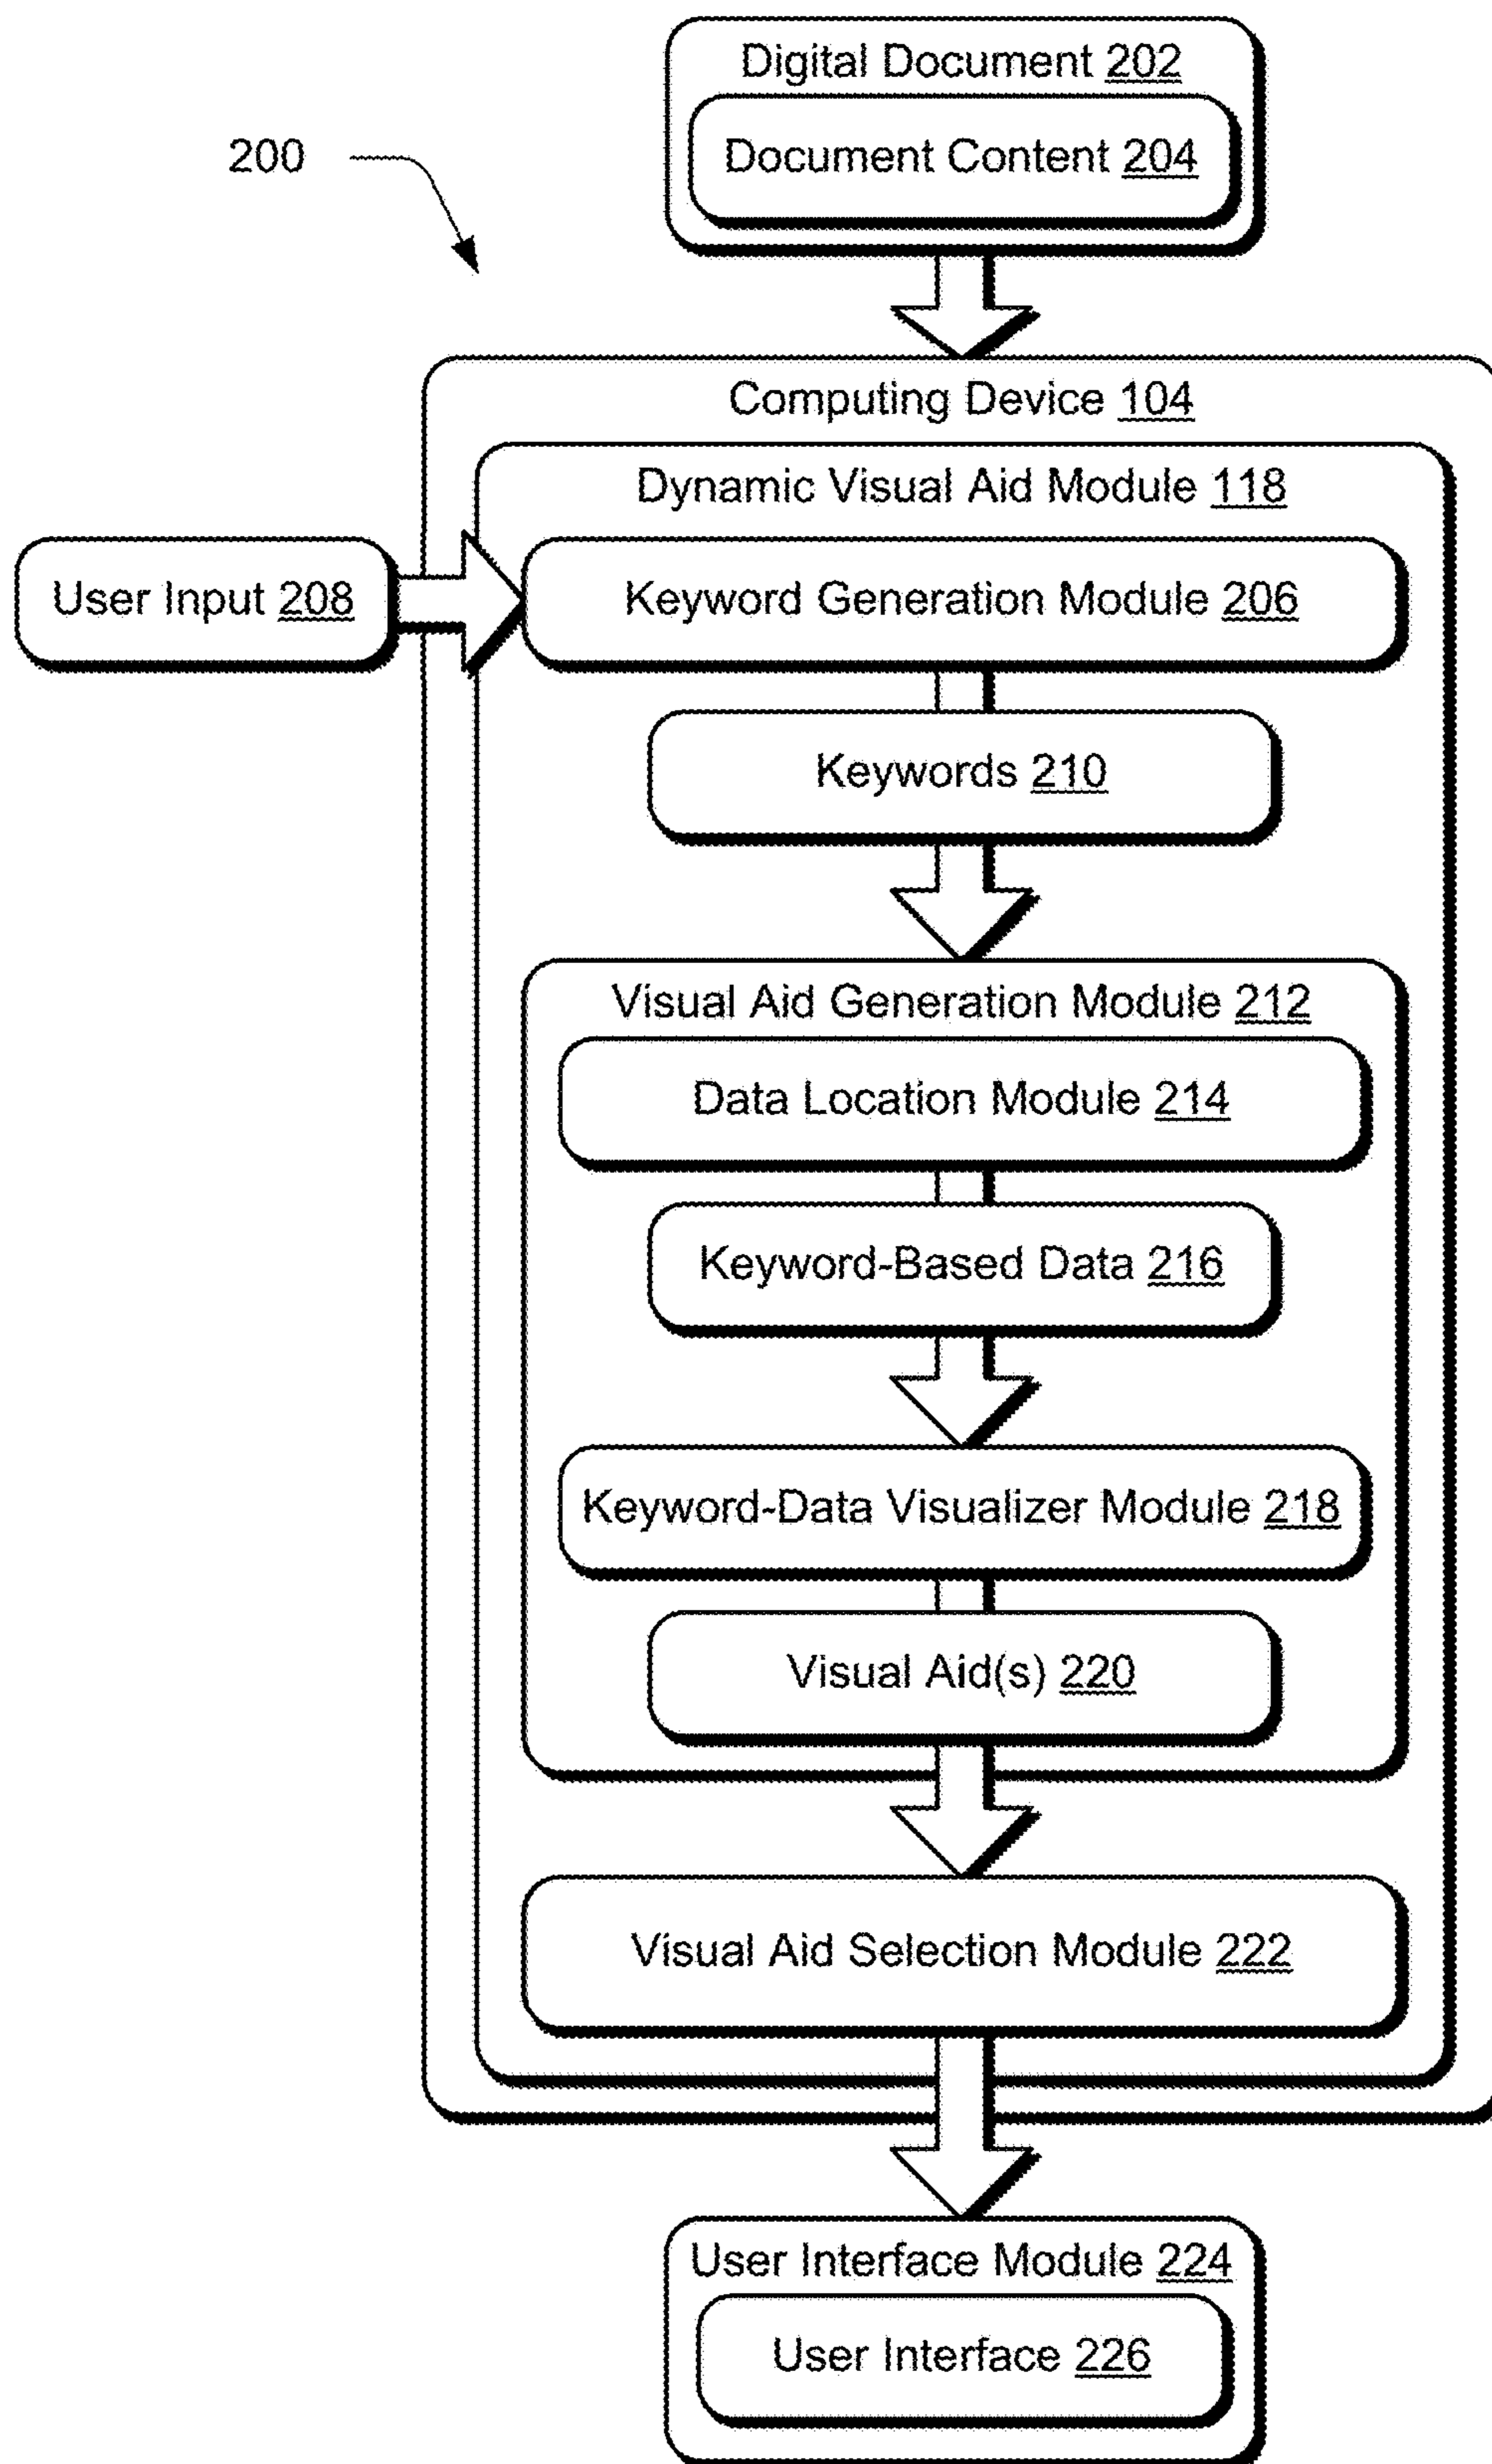 Digital Document 202
Document Content 204
200
Computing Device 104
Dynamic Visual Aid Module 118
User Input 208
Keyword Generation Module 206
Keywords 210
Visual Aid Generation Module 212
Data Location Module 214
Keyword-Based Data 216
Keyword-Data Visualizer Module 218
Visual Aid(s) 220
Visual Aid Selection Module 222
User Interface Module 224
User Interface 226